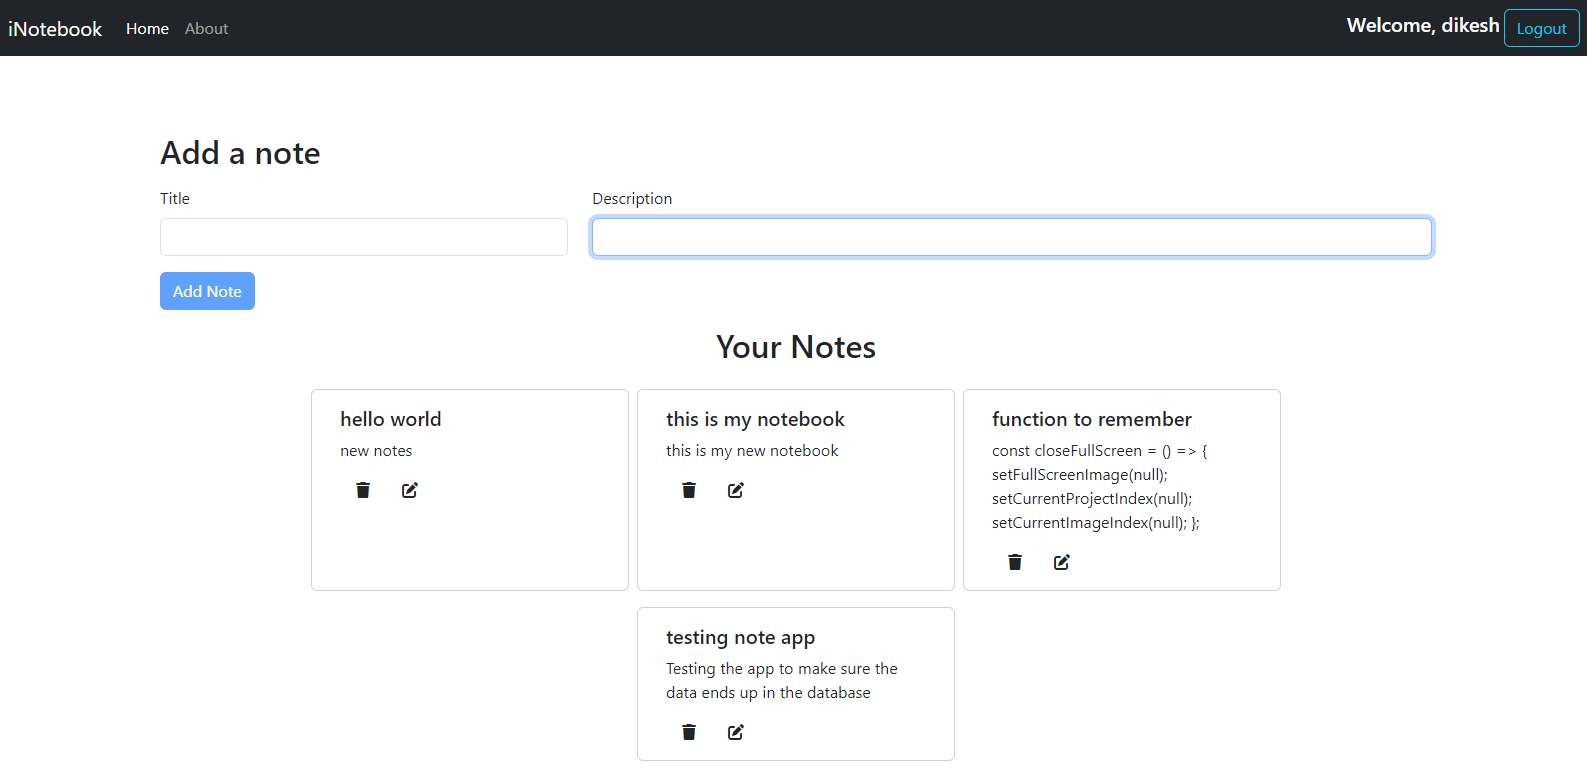 iNotebook Home About Welcome, dikesh Logout
Add a note
Title Description
Add Note
Your Notes
hello world
new notes
this is my notebook
this is my new notebook
function to remember
const closeFullScreen = () => {
setFullScreenImage(null);
setCurrentProjectIndex(null);
setCurrentImageIndex(null); };
testing note app
Testing the app to make sure the
data ends up in the database